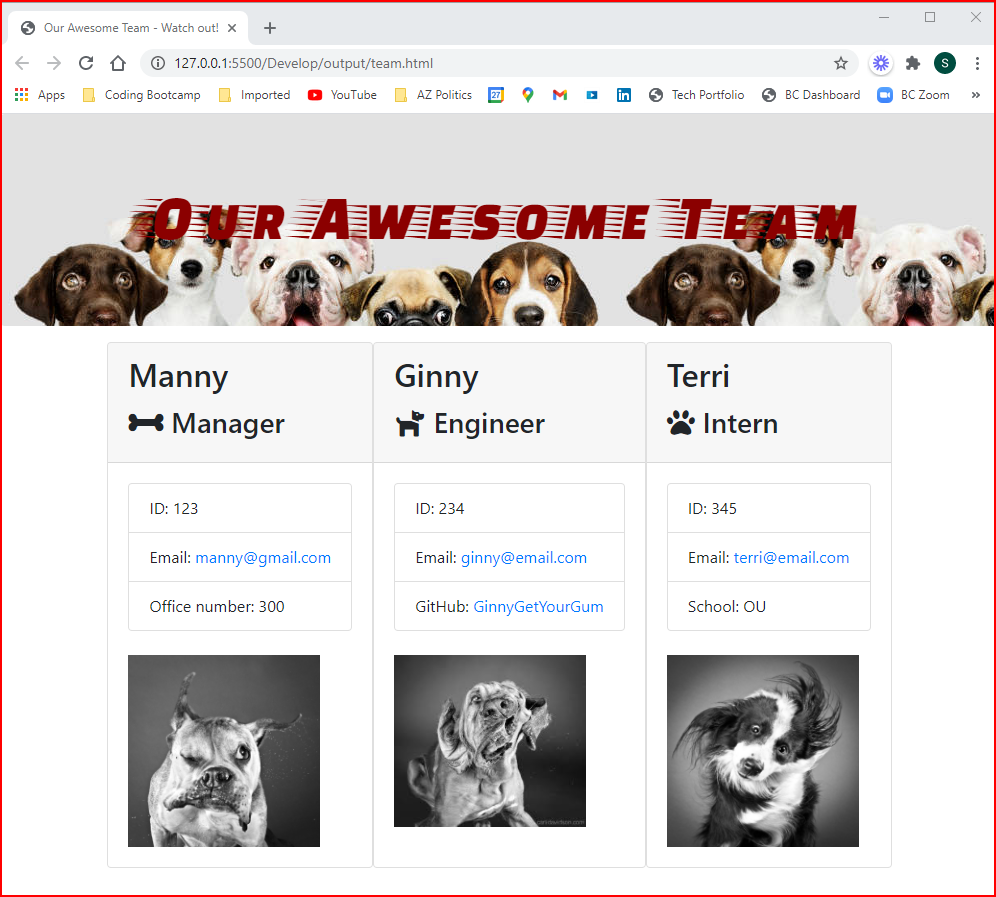 Our Awesome Team - Watch out!
127.0.0.1:5500/Develop/output/team.html
S
Apps Coding Bootcamp Imported YouTube AZ Politics 27 Tech Portfolio BC Dashboard BC Zoom »
Our Awesome Team
Manny
Manager
ID: 123
Email: manny@gmail.com
Office number: 300
Ginny
Engineer
ID: 234
Email: ginny@email.com
GitHub: GinnyGetYourGum
Terri
Intern
ID: 345
Email: terri@email.com
School: OU